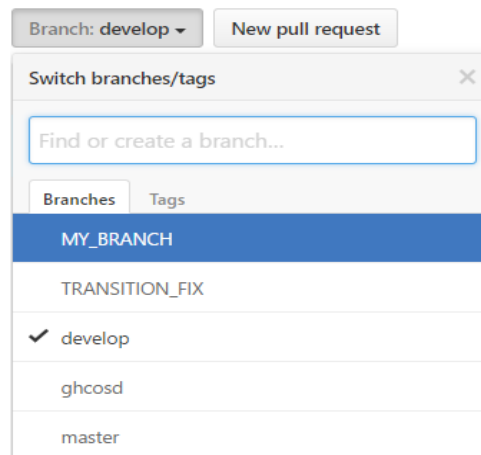 Branch: develop New pull request
Switch branches/tags
Find or create a branch...
Branches Tags
MY_BRANCH
TRANSITION_FIX
develop
ghcosd
master